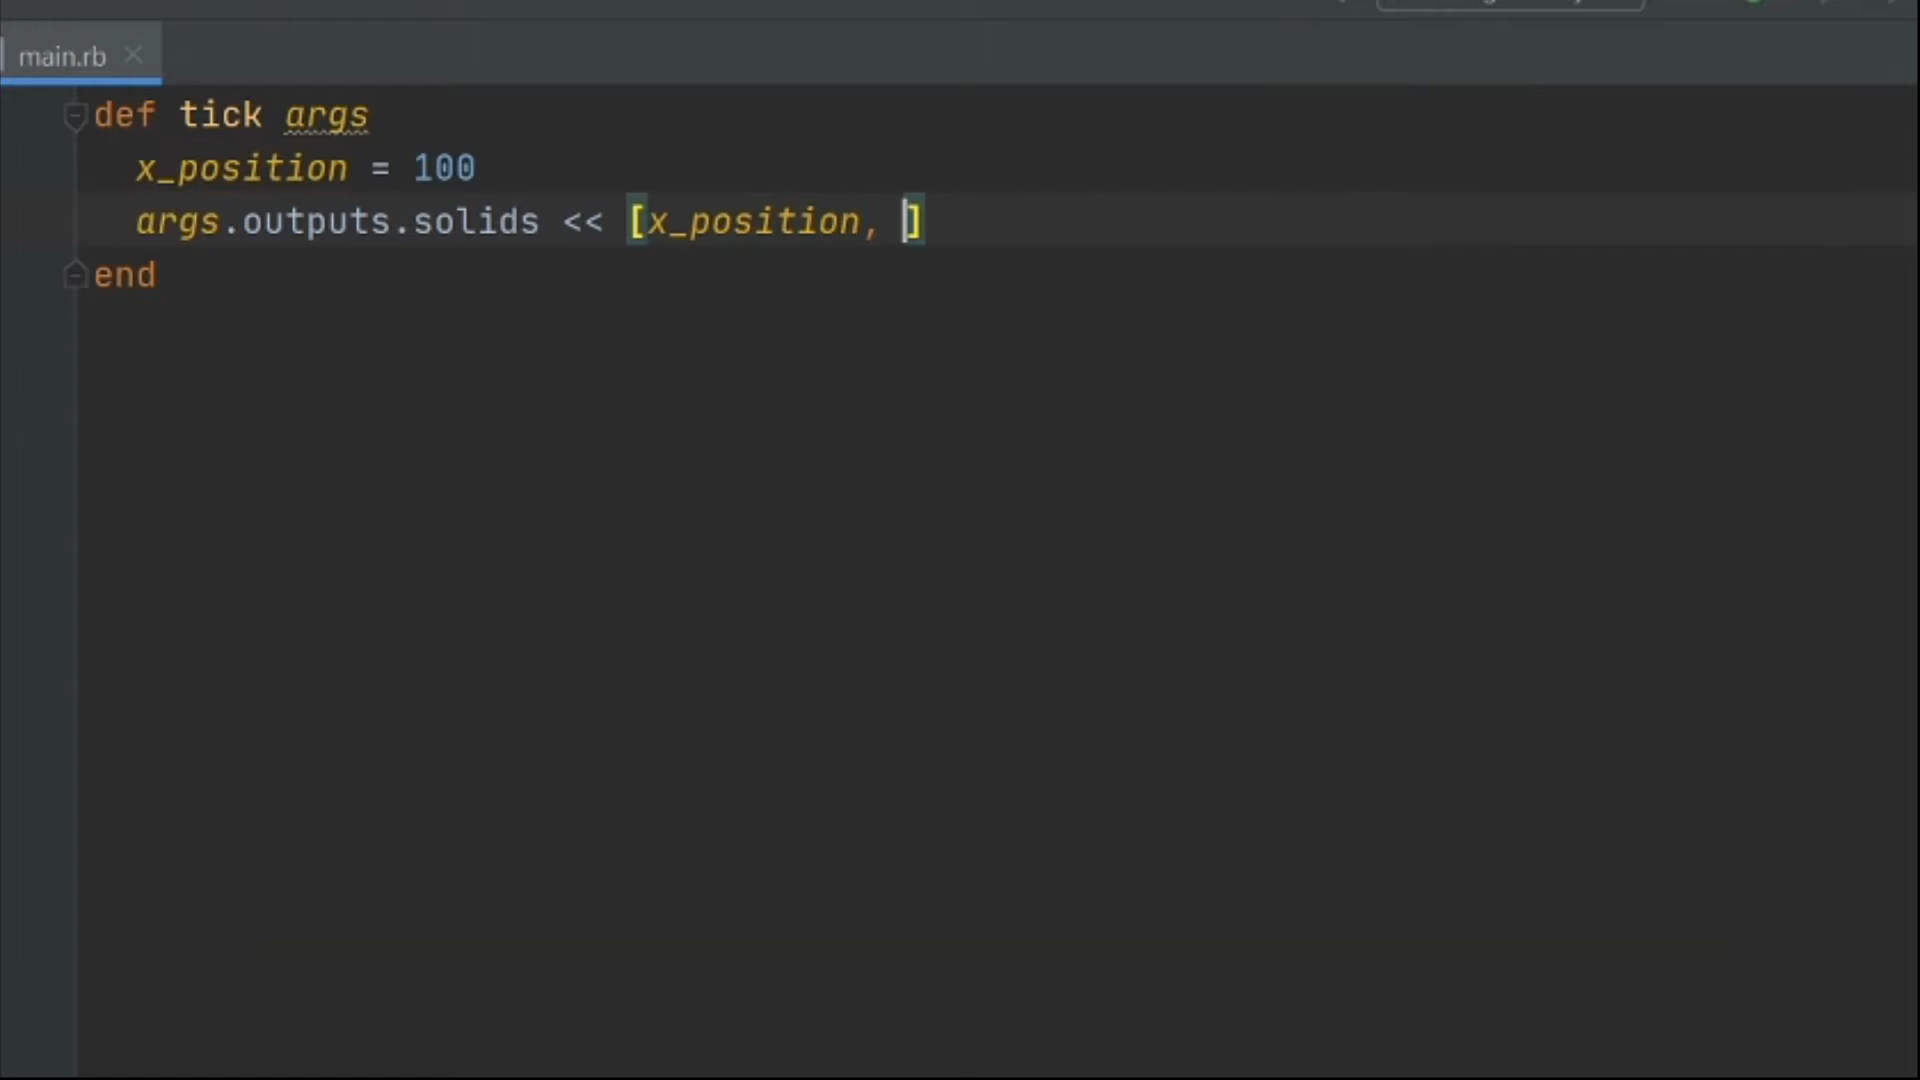 main.rb
def tick args
x_position = 100
args.outputs.solids << [x_position, ]
end